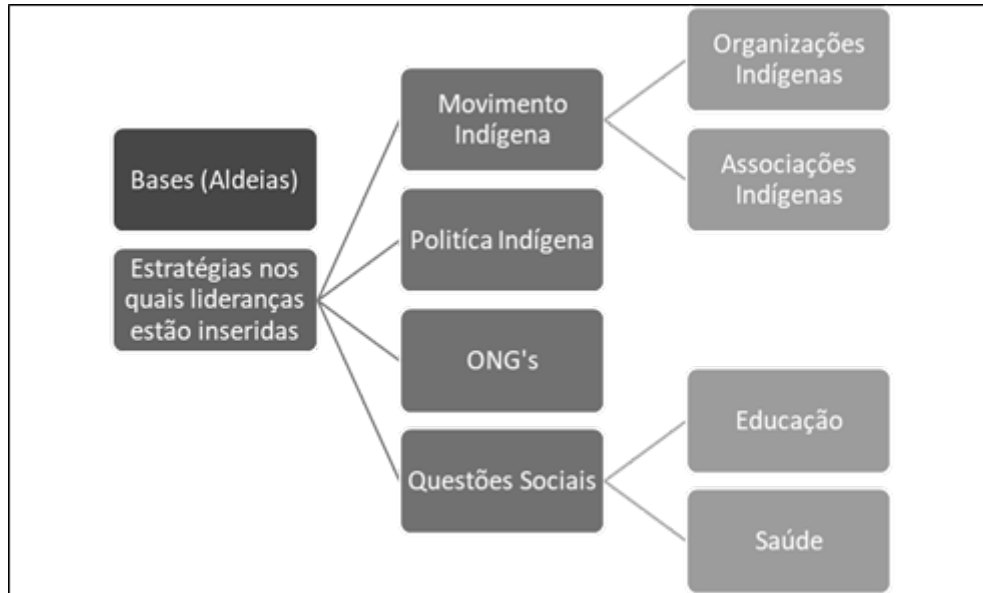 Bases (Aldeias)
Estratégias nos
quais lideranças
estão inseridas
Movimento
Indígena
Organizações
Indígenas
Associações
Indígenas
Politíca Indígena
ONG's
Questões Sociais
Educação
Saúde